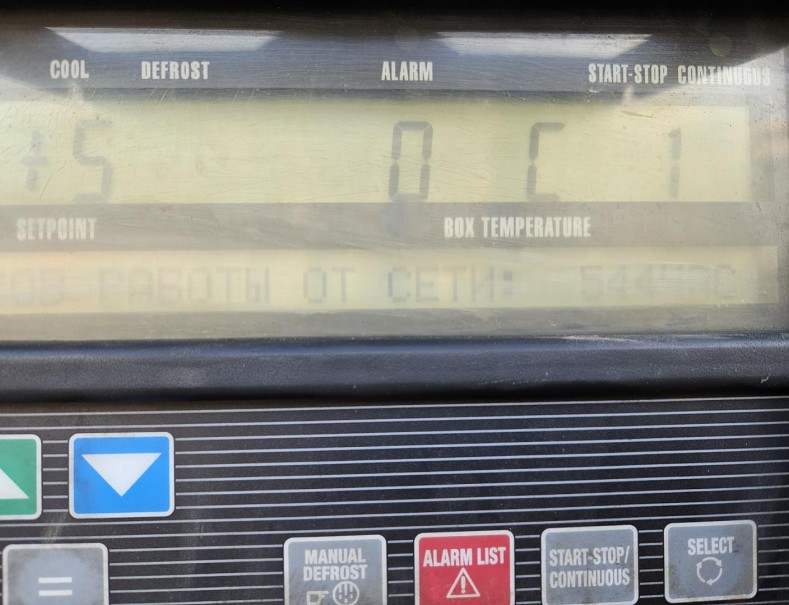 COOL DEFROST ALARM START-STOP CONTINUOUS
+5 0 C 1
SETPOINT BOX TEMPERATURE
ОВ РАБОТЫ ОТ СЕТИ:
MANUAL DEFROST
ALARM LIST
START-STOP/
CONTINUOUS
SELECT